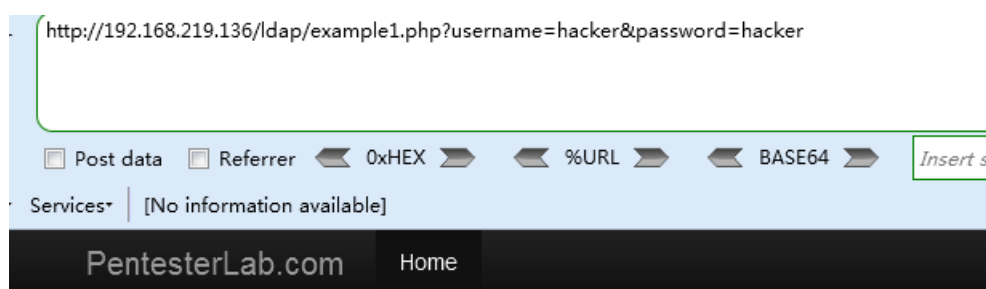 http://192.168.219.136/ldap/example1.php?username=hacker&password=hacker
Post data Referrer 0xHEX %URL BASE64 Insert s
Services [No information available]
PentesterLab.com Home